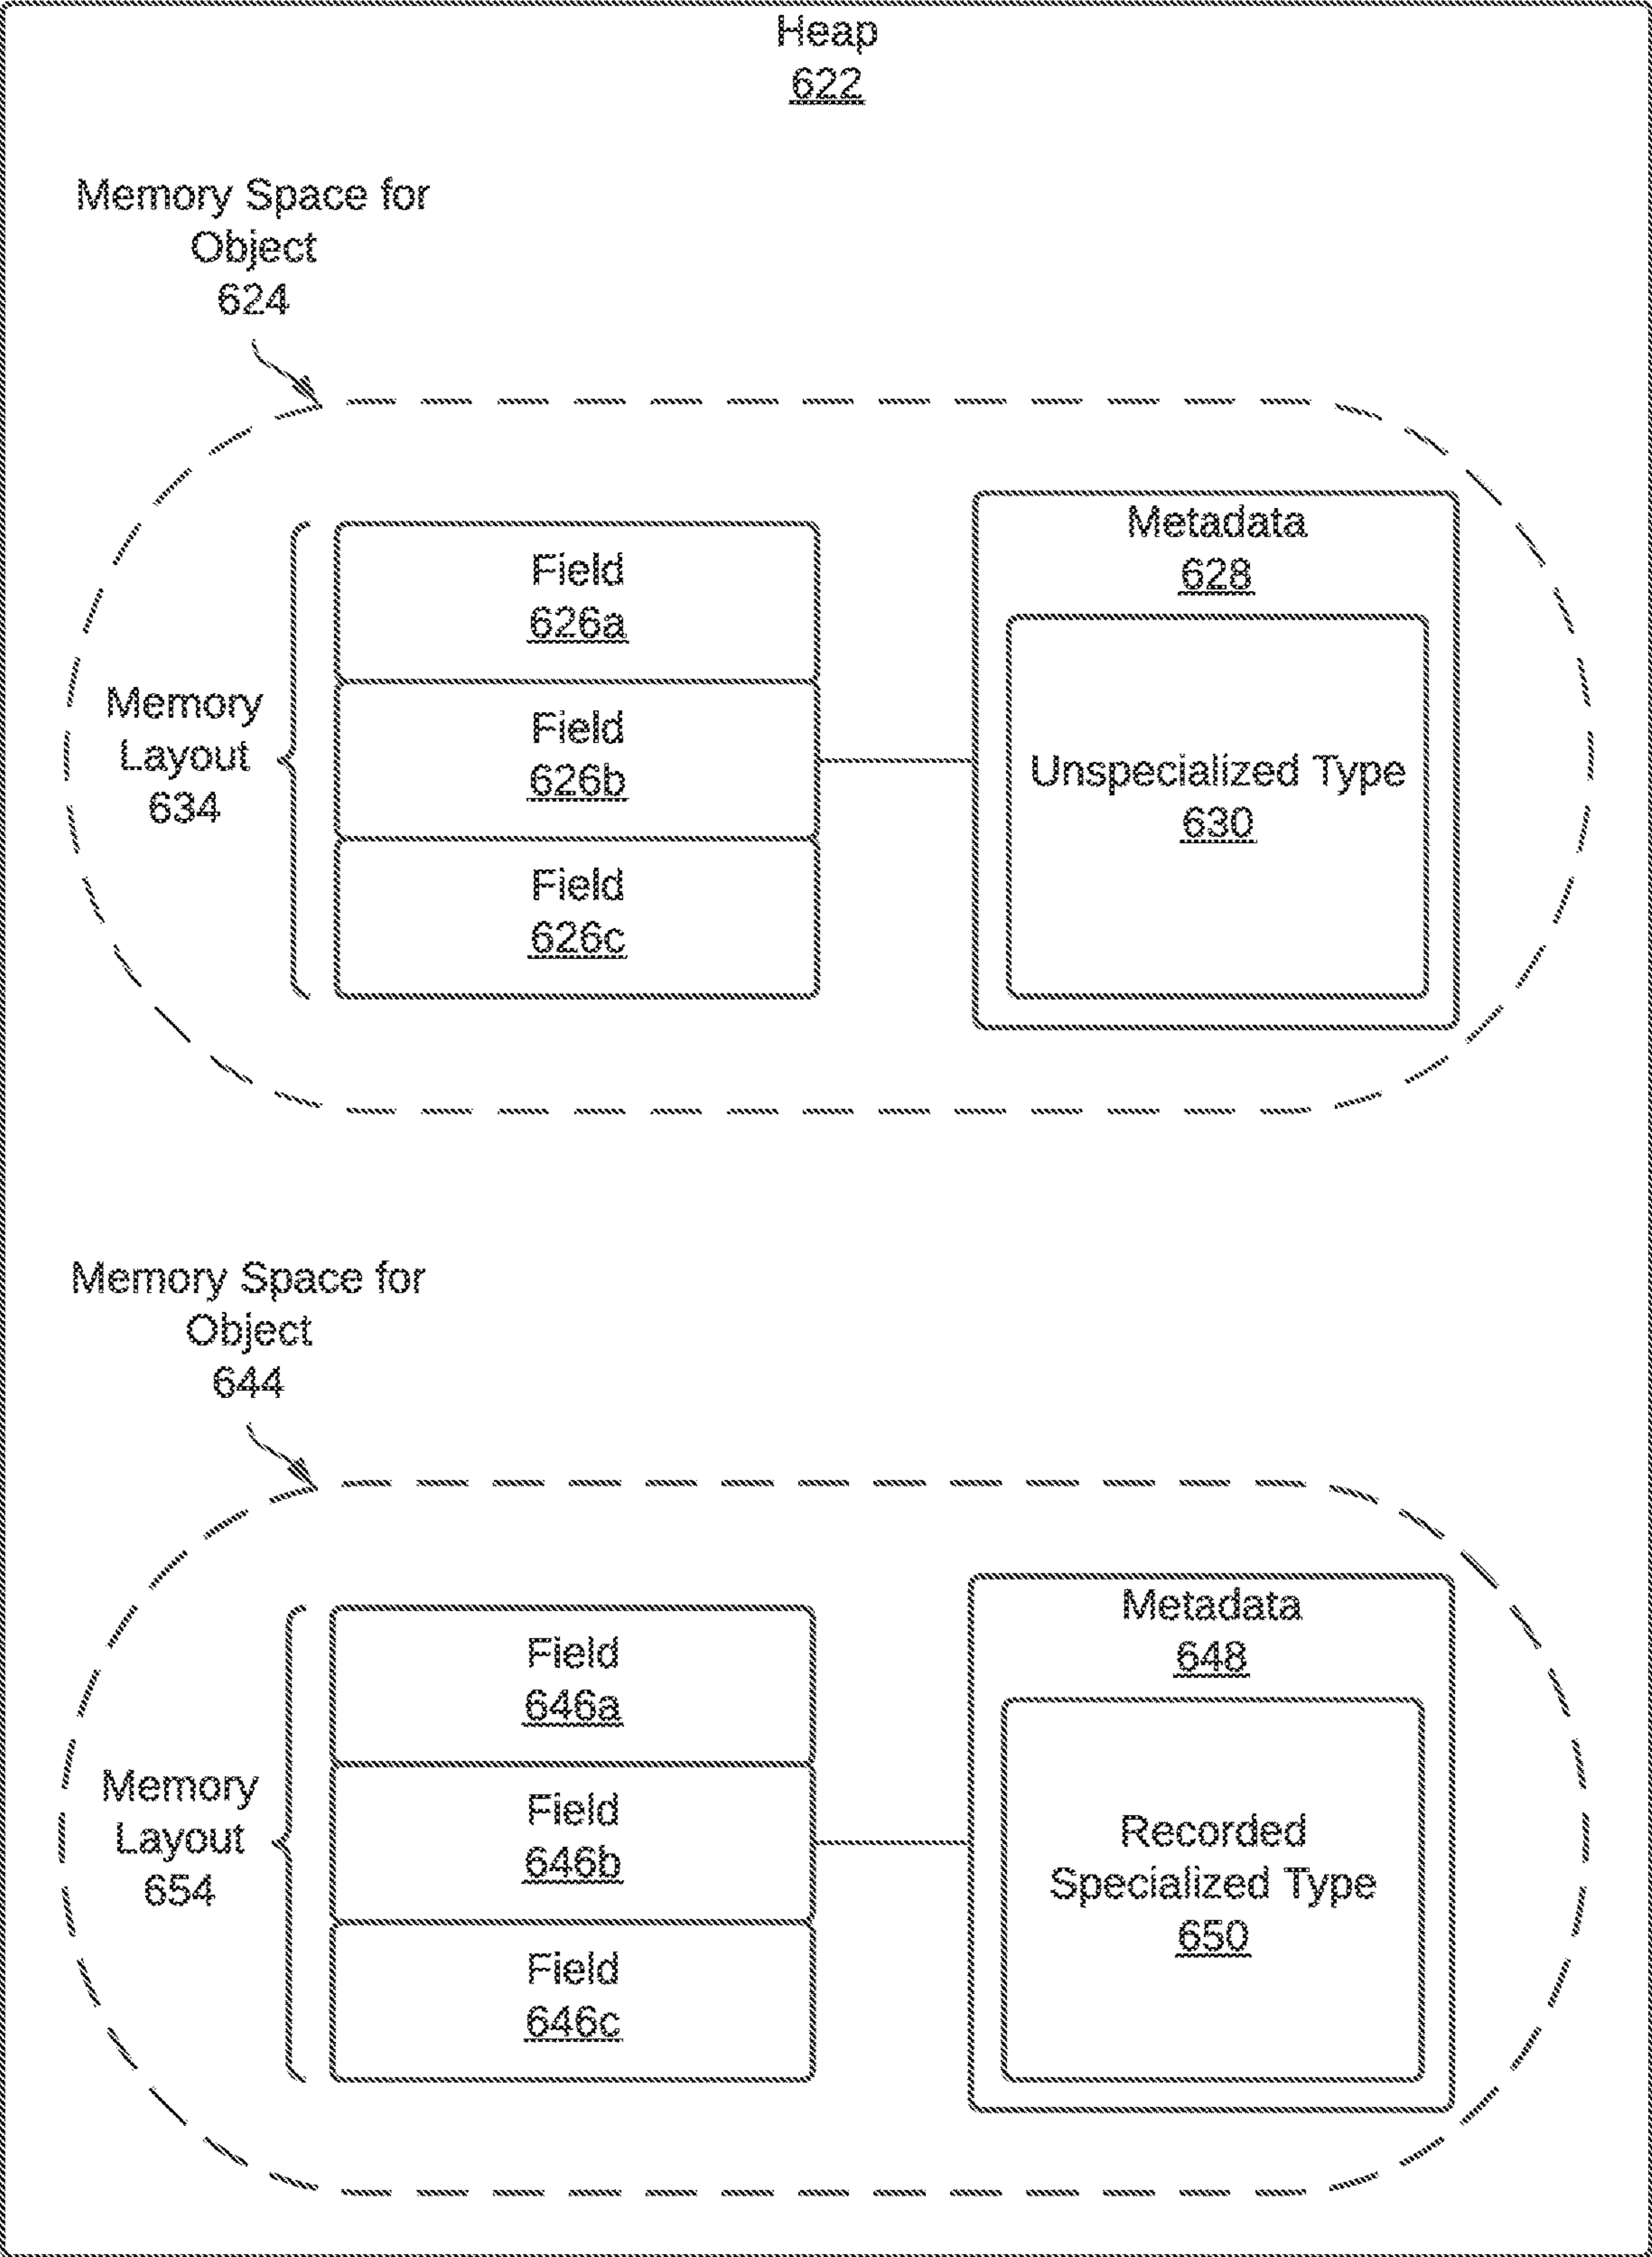 Heap
622
Memory Space for
Object
624
Memory
Layout
634
Field
626a
Field
626b
Field
626c
Metadata
628
Unspecialized Type
630
Memory Space for
Object
644
Memory
Layout
654
Field
646a
Field
646b
Field
646c
Metadata
648
Recorded
Specialized Type
650